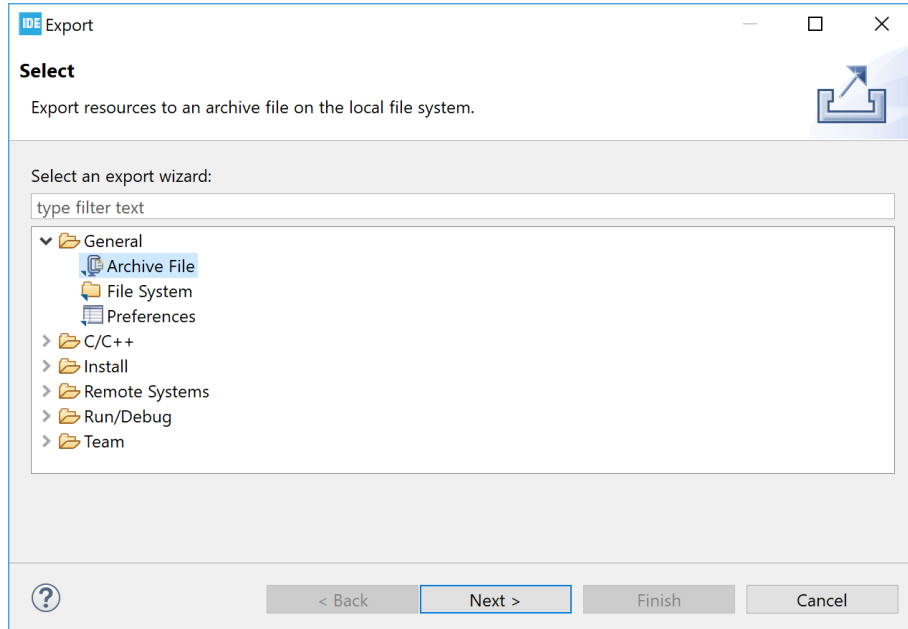 IDE Export
Select
Export resources to an archive file on the local file system.
Select an export wizard:
type filter text
General
Archive File
File System
Preferences
C/C++
Install
Remote Systems
Run/Debug
Team
? < Back Next > Finish Cancel